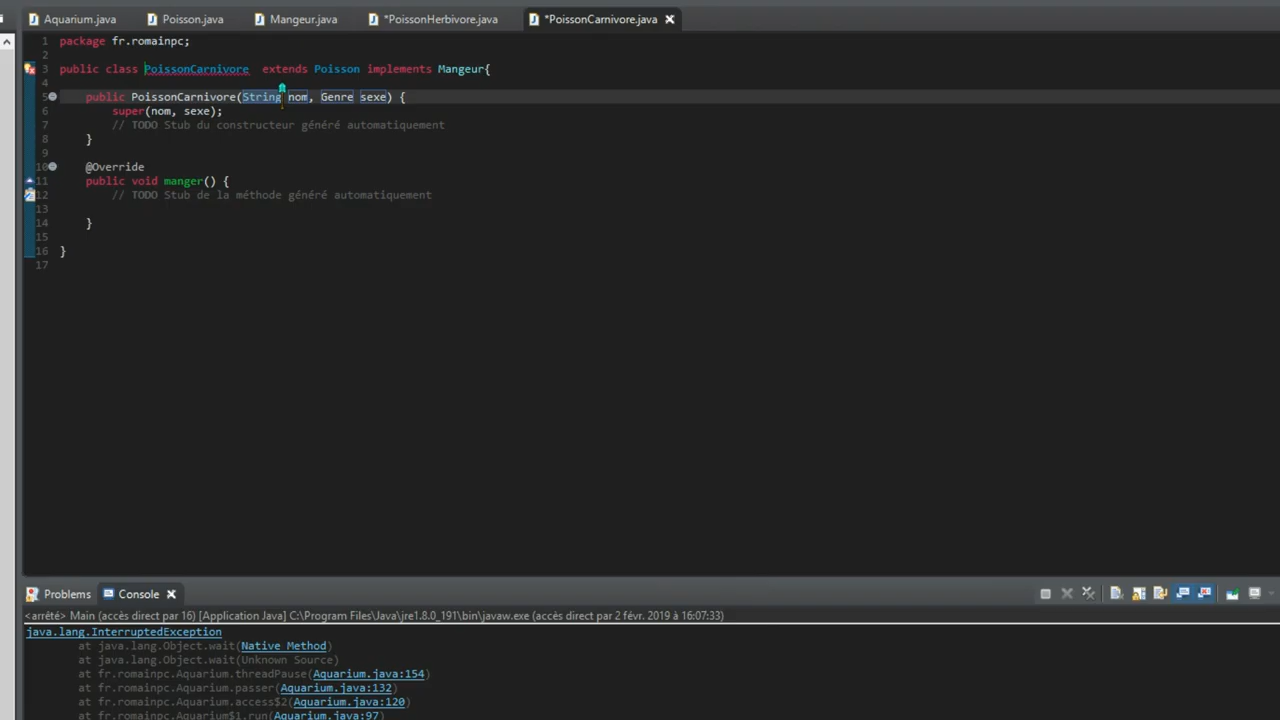 Aquarium.java Poisson.java Mangeur.java *PoissonHerbivore.java *PoissonCarnivore.java
1 package fr.romainpc;
2
3 public class PoissonCarnivore extends Poisson implements Mangeur{
4
5 public PoissonCarnivore(String nom, Genre sexe) {
6 super(nom, sexe);
7 // TODO Stub du constructeur généré automatiquement
8 }
9
10 @Override
11 public void manger() {
12 // TODO Stub de la méthode généré automatiquement
13
14 }
15
16 }
17
Problems Console
<arrêté> Main (accès direct par 16) [Application Java] C:\Program Files\Java\jre1.8.0_191\bin\javaw.exe (accès direct par 2 févr. 2019 à 16:07:33)
java.lang.InterruptedException
at java.lang.Object.wait(Native Method)
at java.lang.Object.wait(Unknown Source)
at fr.romainpc.Aquarium.threadPause(Aquarium.java:154)
at fr.romainpc.Aquarium.passer(Aquarium.java:132)
at fr.romainpc.Aquarium.access$2(Aquarium.java:120)
at fr.romainpc.Aquarium$1.run(Aquarium.java:97)